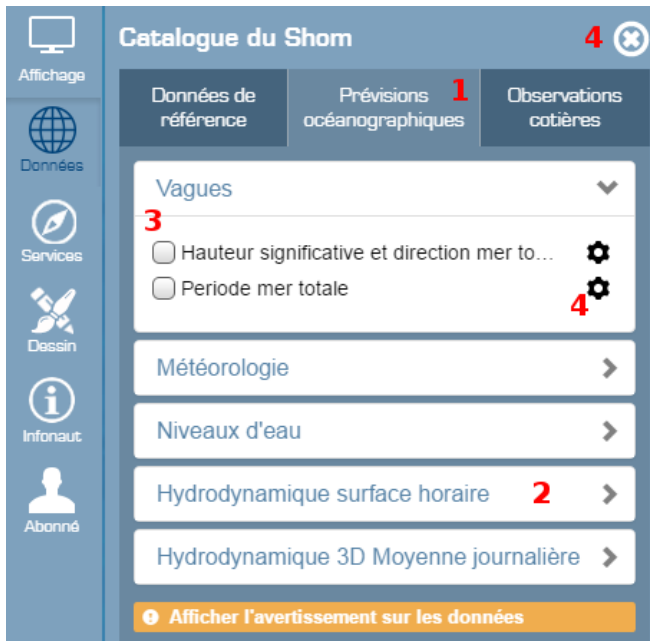 Affichage
Données
Services
Dessin
Infonaut
Abonné
Catalogue du Shom 4
Données de
référence
Prévisions 1
océanographiques
Observations
cotières
Vagues
3
Hauteur significative et direction mer to...
Periode mer totale
4
Météorologie
Niveaux d'eau
Hydrodynamique surface horaire 2
Hydrodynamique 3D Moyenne journalière
Afficher l'avertissement sur les données